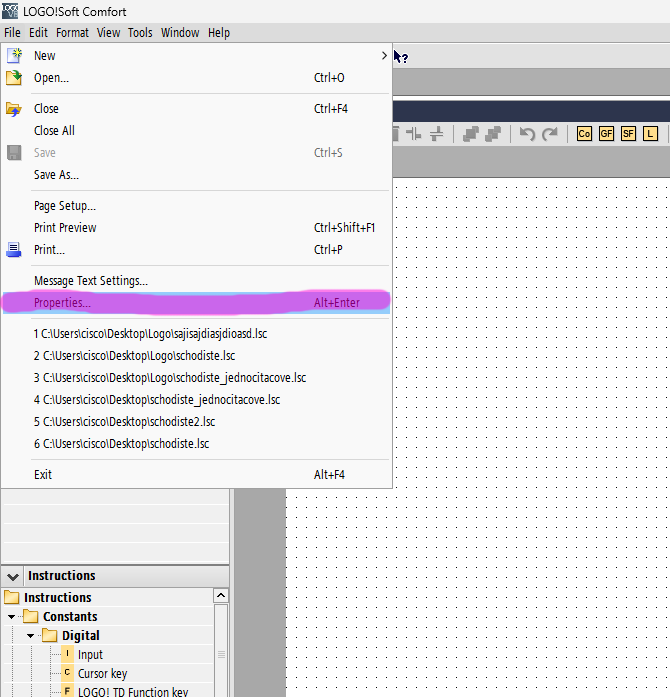 LOGO!Soft Comfort
File Edit Format View Tools Window Help
New
Open... Ctrl+O
Close Ctrl+F4
Close All
Save Ctrl+S
Save As...
Page Setup...
Print Preview Ctrl+Shift+F1
Print... Ctrl+P
Message Text Settings...
Properties... Alt+Enter
1 C:\Users\cisco\Desktop\Logo\sajisajdiasjdioasd.lsc
2 C:\Users\cisco\Desktop\Logo\schodiste.lsc
3 C:\Users\cisco\Desktop\Logo\schodiste_jednocitacove.lsc
4 C:\Users\cisco\Desktop\schodiste_jednocitacove.lsc
5 C:\Users\cisco\Desktop\schodiste2.lsc
6 C:\Users\cisco\Desktop\schodiste.lsc
Exit Alt+F4
Co GF SF L
Instructions
Instructions
Constants
Digital
I Input
C Cursor key
F LOGO! TD Function key